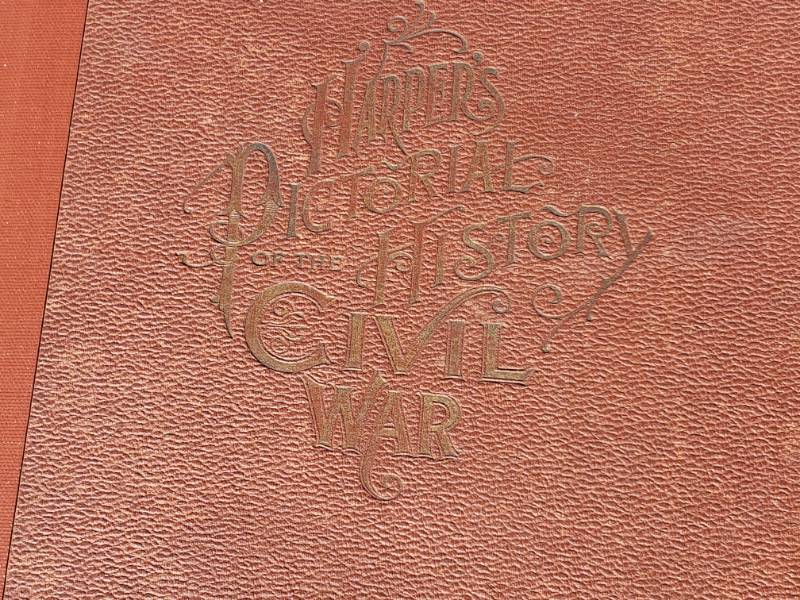 HARPER'S
PICTORIAL
OF THE HISTORY
CIVIL
WAR